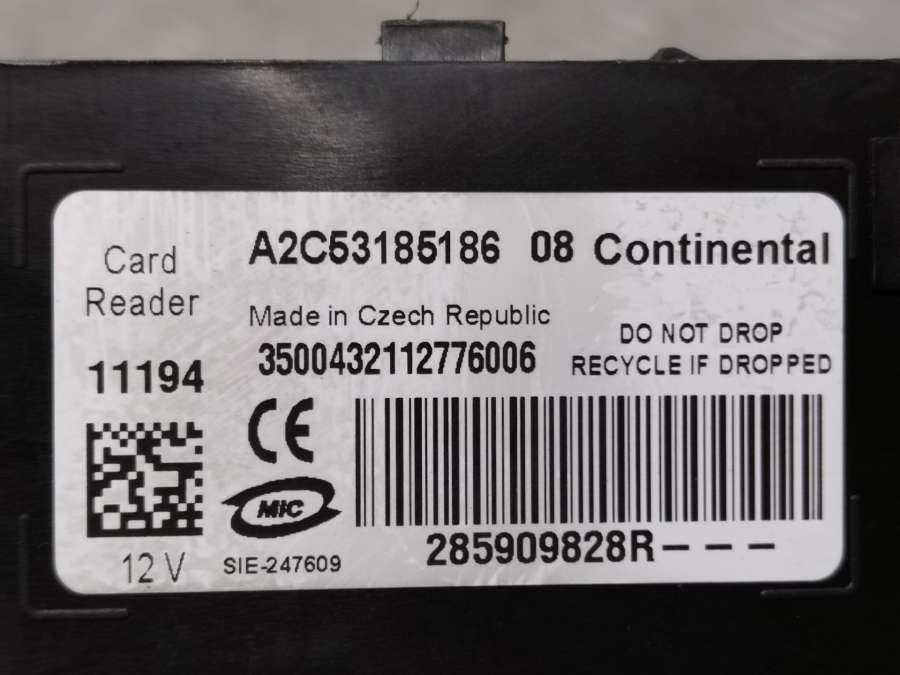 Card
Reader
A2C53185186 08 Continental
Made in Czech Republic
3500432112776006
DO NOT DROP
RECYCLE IF DROPPED
11194
CE
MIC
12 V
SIE-247609
285909828R---